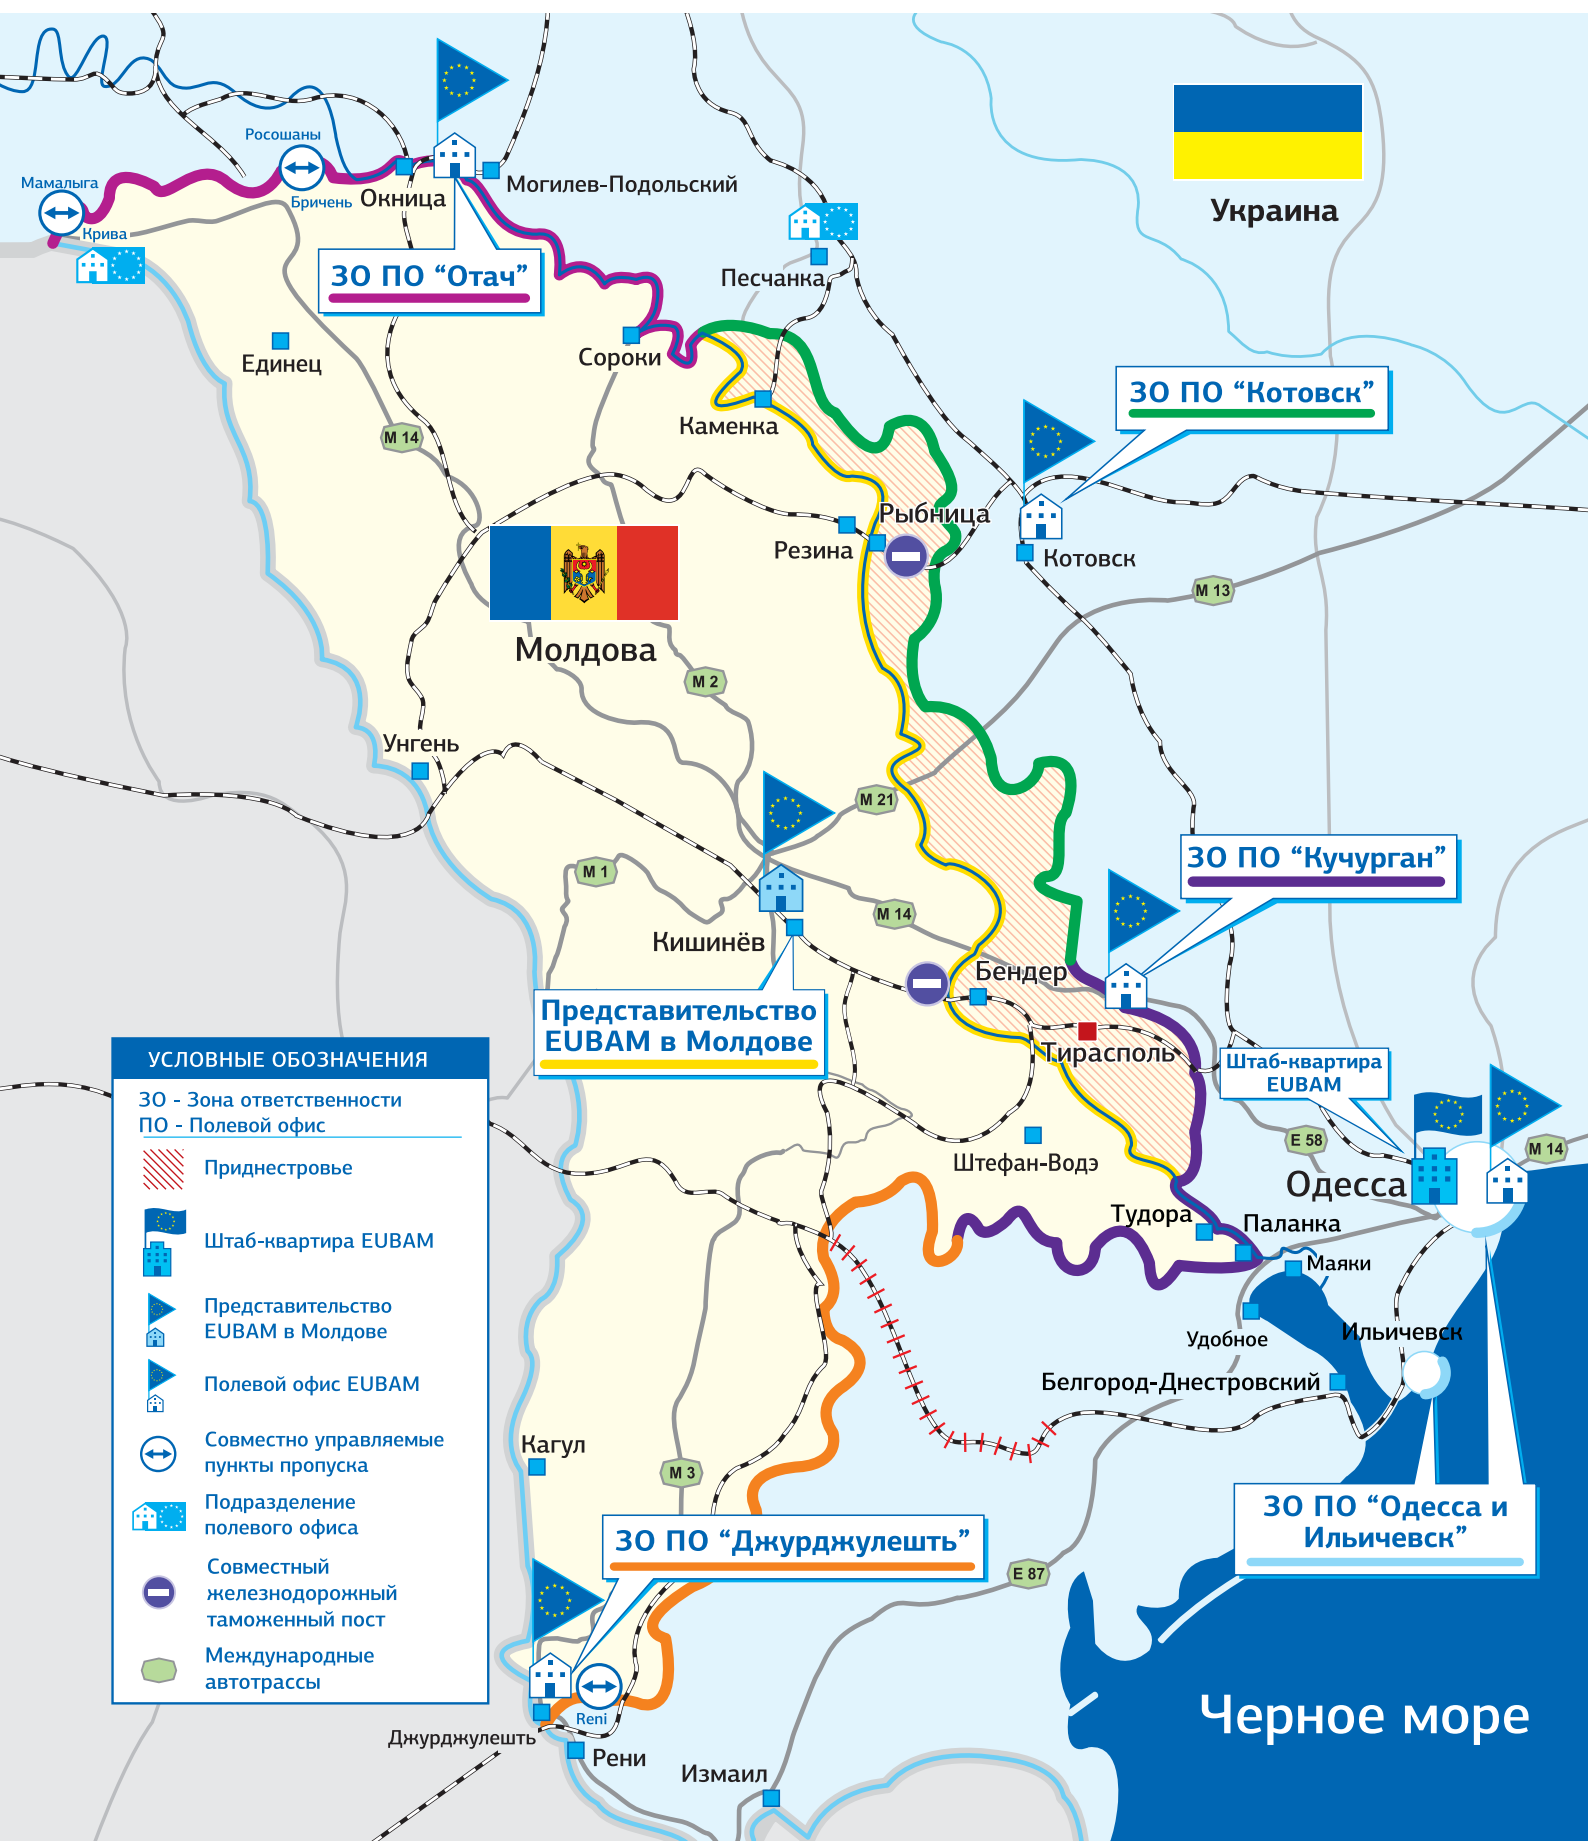 Росошаны
Мамалыга
Бричень
Окница
Могилев-Подольский
Крива
ЗО ПО “Отач”
Украина
Песчанка
Единец
Сороки
Каменка
ЗО ПО “Котовск”
M 14
Рыбница
Резина
Котовск
M 13
Молдова
M 2
Унгень
M 21
ЗО ПО “Кучурган”
M 1
M 14
Кишинёв
Бендер
Представительство
EUBAM в Молдове
Тирасполь
Штаб-квартира
EUBAM
E 58
M 14
Штефан-Водэ
Одесса
Тудора
Паланка
Маяки
Удобное
Ильичевск
Белгород-Днестровский
Кагул
M 3
ЗО ПО “Одесса и
Ильичевск”
ЗО ПО “Джурджулешть”
E 87
Reni
Джурджулешть
Рени
Измаил
Черное море
УСЛОВНЫЕ ОБОЗНАЧЕНИЯ
ЗО - Зона ответственности
ПО - Полевой офис
Приднестровье
Штаб-квартира EUBAM
Представительство
EUBAM в Молдове
Полевой офис EUBAM
Совместно управляемые
пункты пропуска
Подразделение
полевого офиса
Совместный
железнодорожный
таможенный пост
Международные
автотрассы